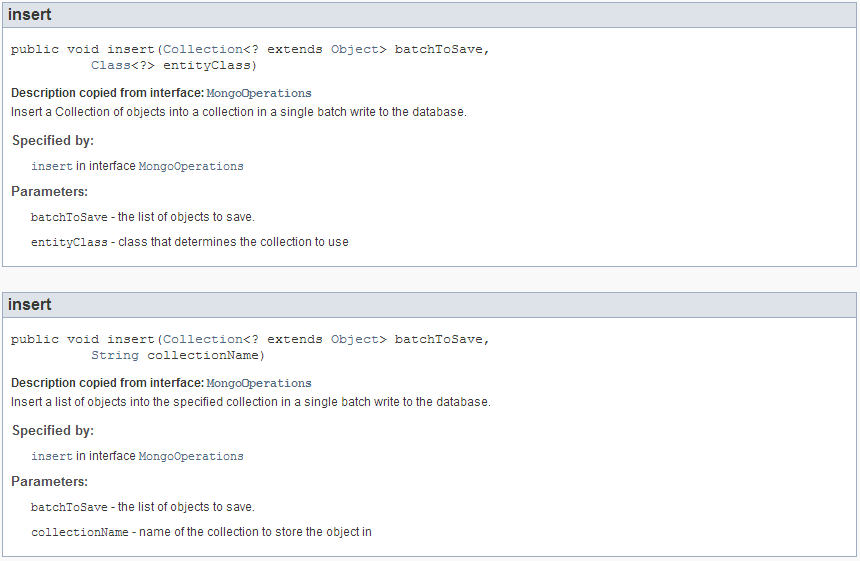 insert
public void insert(Collection<? extends Object> batchToSave,
Class<?> entityClass)
Description copied from interface: MongoOperations
Insert a Collection of objects into a collection in a single batch write to the database.
Specified by:
insert in interface MongoOperations
Parameters:
batchToSave - the list of objects to save.
entityClass - class that determines the collection to use
insert
public void insert(Collection<? extends Object> batchToSave,
String collectionName)
Description copied from interface: MongoOperations
Insert a list of objects into the specified collection in a single batch write to the database.
Specified by:
insert in interface MongoOperations
Parameters:
batchToSave - the list of objects to save.
collectionName - name of the collection to store the object in